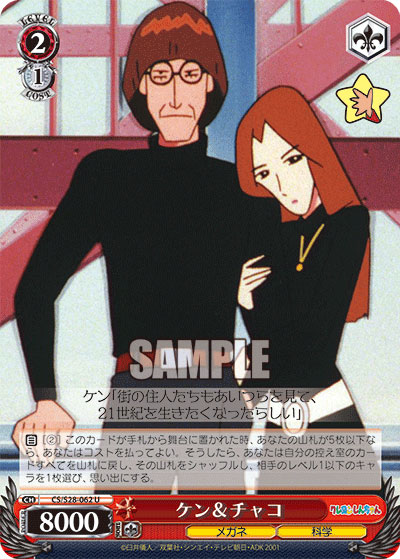 LEVEL
2
1
COST
SAMPLE
ケン「街の住人たちもあいつらを見て、
21世紀を生きたくなったらしい」
【自】[②] このカードが手札から舞台に置かれた時、あなたの山札が5枚以下な
ら、あなたはコストを払ってよい。そうしたら、あなたは自分の控え室のカー
ドすべてを山札に戻し、その山札をシャッフルし、相手のレベル1以下のキャ
ラを1枚選び、思い出にする。
CH
CS/S28-062 U
8000
ケン&チャコ
クレヨンしんちゃん
メガネ
科学
©臼井儀人/双葉社・シンエイ・テレビ朝日・ADK 2001